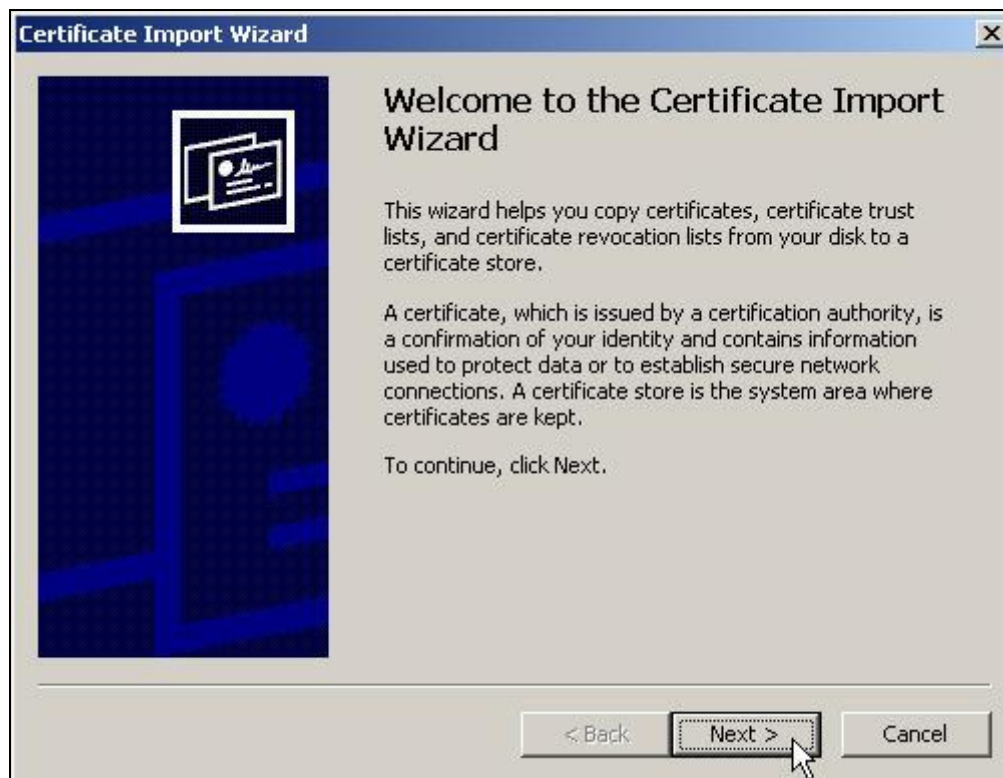 Certificate Import Wizard
Welcome to the Certificate Import
Wizard
This wizard helps you copy certificates, certificate trust
lists, and certificate revocation lists from your disk to a
certificate store.
A certificate, which is issued by a certification authority, is
a confirmation of your identity and contains information
used to protect data or to establish secure network
connections. A certificate store is the system area where
certificates are kept.
To continue, click Next.
< Back
Next >
Cancel